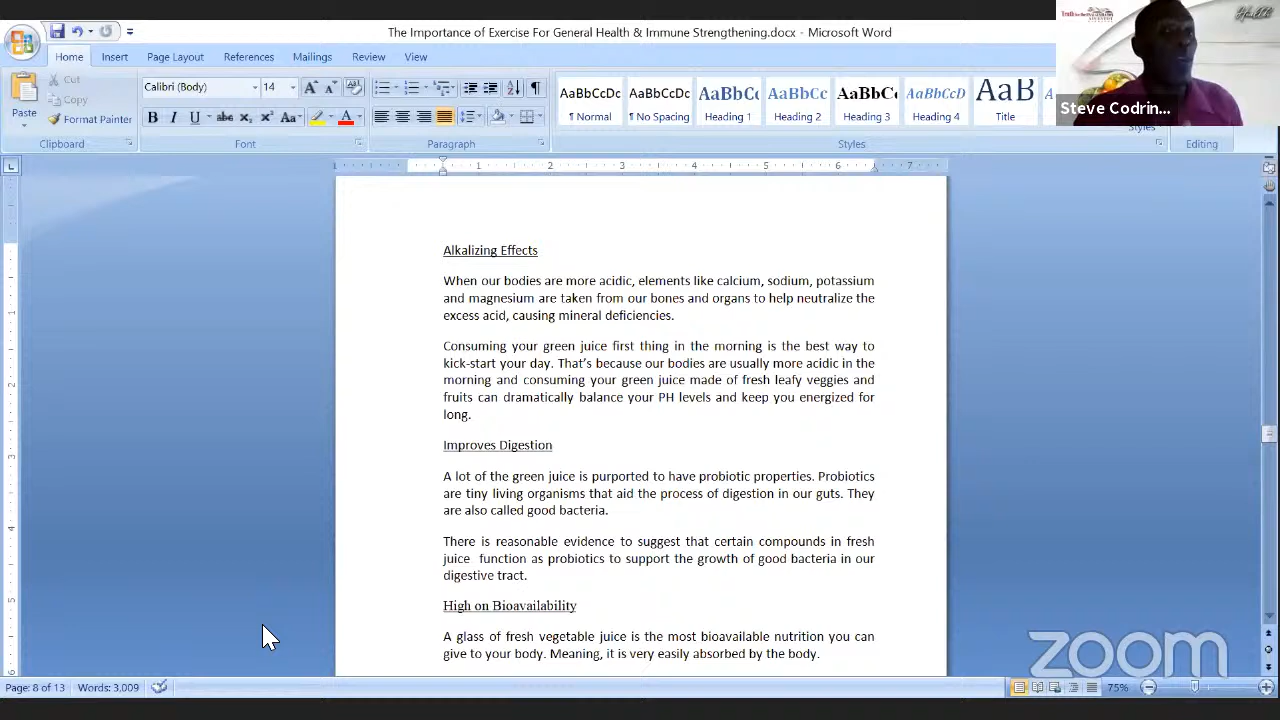 The Importance of Exercise For General Health & Immune Strengthening.docx - Microsoft Word
Home Insert Page Layout References Mailings Review View
Paste
Cut
Copy
Format Painter
Clipboard
Calibri (Body) 14
Font
Paragraph
AaBbCcDc AaBbCcDc AaBbC AaBbCc AaBbC AaBbCcD AaB
¶ Normal ¶ No Spacing Heading 1 Heading 2 Heading 3 Heading 4 Title
Styles
Styles
Editing
Steve Codrin...
1 1 2 3 4 5 6 7
Alkalizing Effects
When our bodies are more acidic, elements like calcium, sodium, potassium
and magnesium are taken from our bones and organs to help neutralize the
excess acid, causing mineral deficiencies.
Consuming your green juice first thing in the morning is the best way to
kick-start your day. That’s because our bodies are usually more acidic in the
morning and consuming your green juice made of fresh leafy veggies and
fruits can dramatically balance your PH levels and keep you energized for
long.
Improves Digestion
A lot of the green juice is purported to have probiotic properties. Probiotics
are tiny living organisms that aid the process of digestion in our guts. They
are also called good bacteria.
There is reasonable evidence to suggest that certain compounds in fresh
juice function as probiotics to support the growth of good bacteria in our
digestive tract.
High on Bioavailability
A glass of fresh vegetable juice is the most bioavailable nutrition you can
give to your body. Meaning, it is very easily absorbed by the body.
zoom
Page: 8 of 13 Words: 3,009
75%